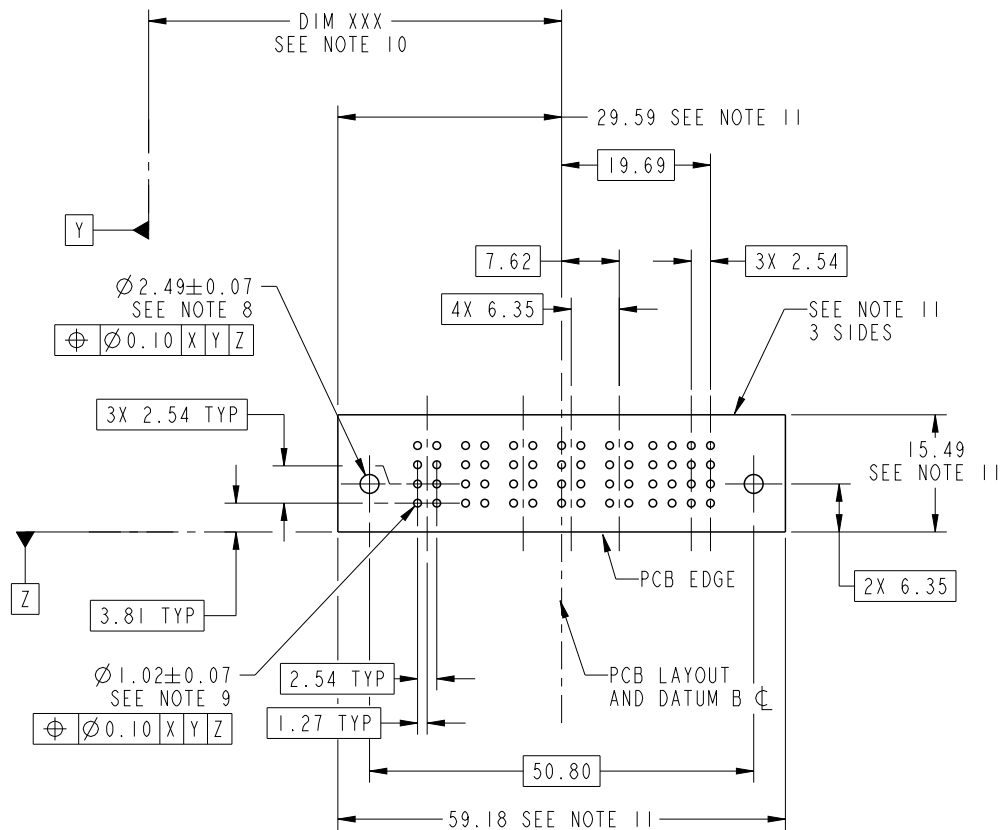 DIM XXX
SEE NOTE 10
29.59 SEE NOTE 11
19.69
Y
7.62
3X 2.54
Ø2.49±0.07
SEE NOTE 8
⌖ Ø0.10 X Y Z
4X 6.35
SEE NOTE 11
3 SIDES
3X 2.54 TYP
15.49
SEE NOTE 11
PCB EDGE
2X 6.35
Z
3.81 TYP
Ø1.02±0.07
SEE NOTE 9
⌖ Ø0.10 X Y Z
2.54 TYP
PCB LAYOUT
AND DATUM B ℄
1.27 TYP
50.80
59.18 SEE NOTE 11